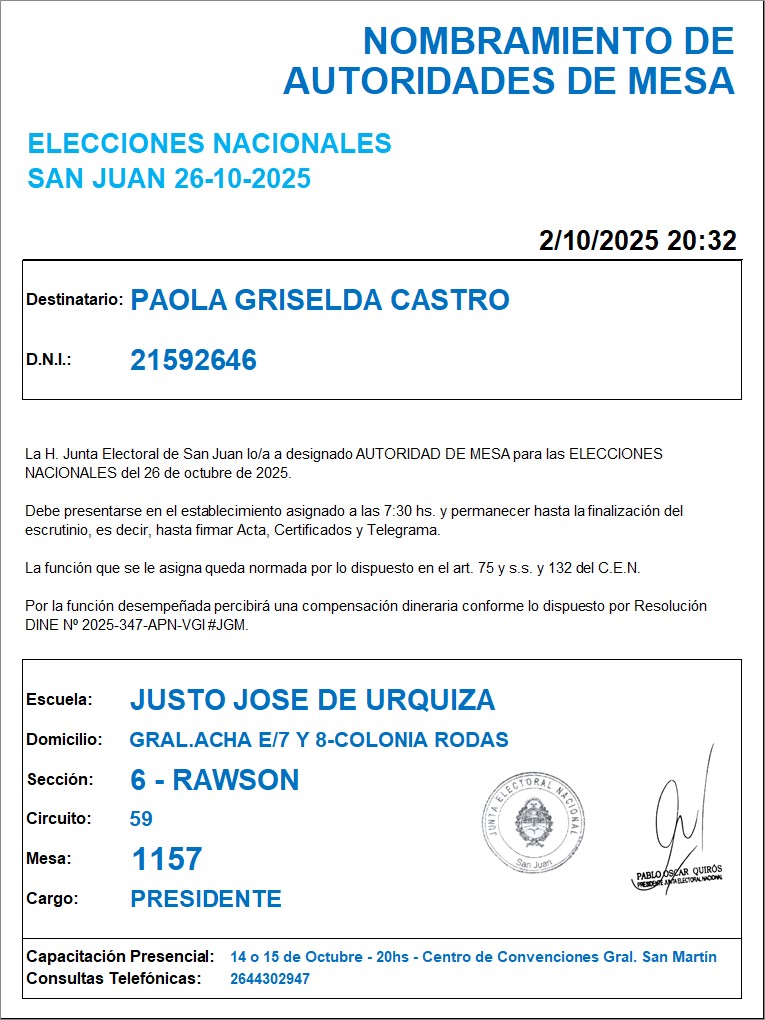 NOMBRAMIENTO DE
AUTORIDADES DE MESA
ELECCIONES NACIONALES
SAN JUAN 26-10-2025
2/10/2025 20:32
Destinatario: PAOLA GRISELDA CASTRO
D.N.I.: 21592646
La H. Junta Electoral de San Juan lo/a a designado AUTORIDAD DE MESA para las ELECCIONES
NACIONALES del 26 de octubre de 2025.
Debe presentarse en el establecimiento asignado a las 7:30 hs. y permanecer hasta la finalización del
escrutinio, es decir, hasta firmar Acta, Certificados y Telegrama.
La función que se le asigna queda normada por lo dispuesto en el art. 75 y s.s. y 132 del C.E.N.
Por la función desempeñada percibirá una compensación dineraria conforme lo dispuesto por Resolución
DINE Nº 2025-347-APN-VGI#JGM.
Escuela: JUSTO JOSE DE URQUIZA
Domicilio: GRAL.ACHA E/7 Y 8-COLONIA RODAS
Sección: 6 - RAWSON
Circuito: 59
Mesa: 1157
Cargo: PRESIDENTE
JUNTA ELECTORAL NACIONAL
San Juan
PABLO OSCAR QUIRÓS
PRESIDENTE JUNTA ELECTORAL NACIONAL
Capacitación Presencial: 14 o 15 de Octubre - 20hs - Centro de Convenciones Gral. San Martín
Consultas Telefónicas: 2644302947